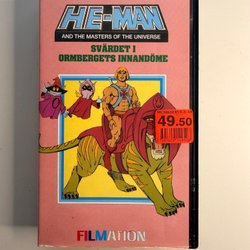 HE-MAN
AND THE MASTERS OF THE UNIVERSE
SVÄRDET I
ORMBERGETS INNANDÖME
49.50
FILMATION